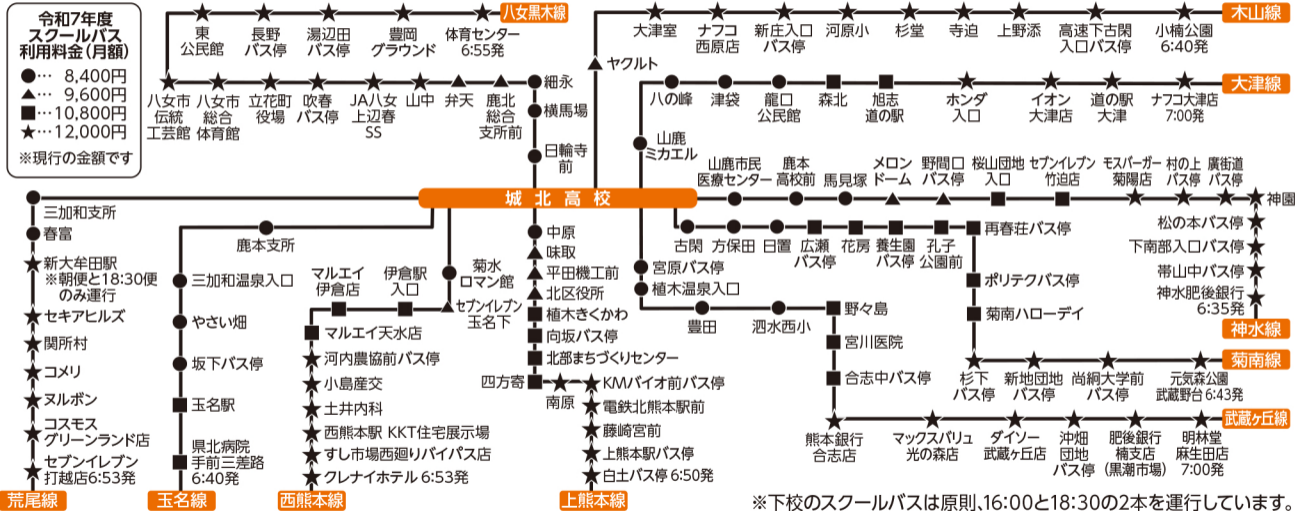 令和7年度
スクールバス
利用料金(月額)
●… 8,400円
▲… 9,600円
■…10,800円
★…12,000円
※現行の金額です
八女黒木線
東
公民館
長野
バス停
湯辺田
バス停
豊岡
グラウンド
体育センター
6:55発
八女市
伝統
工芸館
八女市
総合
体育館
立花町
役場
吹春
バス停
JA八女
上辺春
SS
山中
弁天
鹿北
総合
支所前
細永
横馬場
日輪寺
前
木山線
ヤクルト
大津室
ナフコ
西原店
新庄入口
バス停
河原小
杉堂
寺迫
上野添
高速下古閑
入口バス停
小楠公園
6:40発
大津線
山鹿
ミカエル
八の峰
津袋
龍口
公民館
森北
旭志
道の駅
ホンダ
入口
イオン
大津店
道の駅
大津
ナフコ大津店
7:00発
城北高校
山鹿市民
医療センター
鹿本
高校前
馬見塚
メロン
ドーム
野間口
バス停
桜山団地
入口
セブンイレブン
竹迫店
モスバーガー
菊陽店
村の上
バス停
廣街道
バス停
神園
松の本バス停
下南部入口バス停
帯山中バス停
神水肥後銀行
6:35発
神水線
古閑
方保田
日置
広瀬
バス停
花房
養生園
バス停
孔子
公園前
再春荘バス停
ポリテクバス停
菊南ハローデイ
杉下
バス停
新地団地
バス停
尚絅大学前
バス停
元気森公園
武蔵野台 6:43発
菊南線
宮原バス停
植木温泉入口
豊田
泗水西小
野々島
宮川医院
合志中バス停
熊本銀行
合志店
マックスバリュ
光の森店
ダイソー
武蔵ヶ丘店
沖畑
団地
バス停
肥後銀行
楠支店
(黒潮市場)
明林堂
麻生田店
7:00発
武蔵ヶ丘線
三加和支所
春富
新大牟田駅
※朝便と18:30便
のみ運行
セキアヒルズ
関所村
コメリ
ヌルボン
コスモス
グリーンランド店
セブンイレブン
打越店6:53発
荒尾線
鹿本支所
三加和温泉入口
やさい畑
坂下バス停
玉名駅
県北病院
手前三差路
6:40発
玉名線
菊水
ロマン館
セブンイレブン
玉名下
伊倉駅
入口
マルエイ
伊倉店
マルエイ天水店
河内農協前バス停
小島産交
土井内科
西熊本駅 KKT住宅展示場
すし市場西廻りバイパス店
クレナイホテル 6:53発
西熊本線
中原
味取
平田機工前
北区役所
植木きくかわ
向坂バス停
北部まちづくりセンター
四方寄
南原
KMバイオ前バス停
電鉄北熊本駅前
藤崎宮前
上熊本駅バス停
白土バス停 6:50発
上熊本線
※下校のスクールバスは原則、16:00と18:30の2本を運行しています。